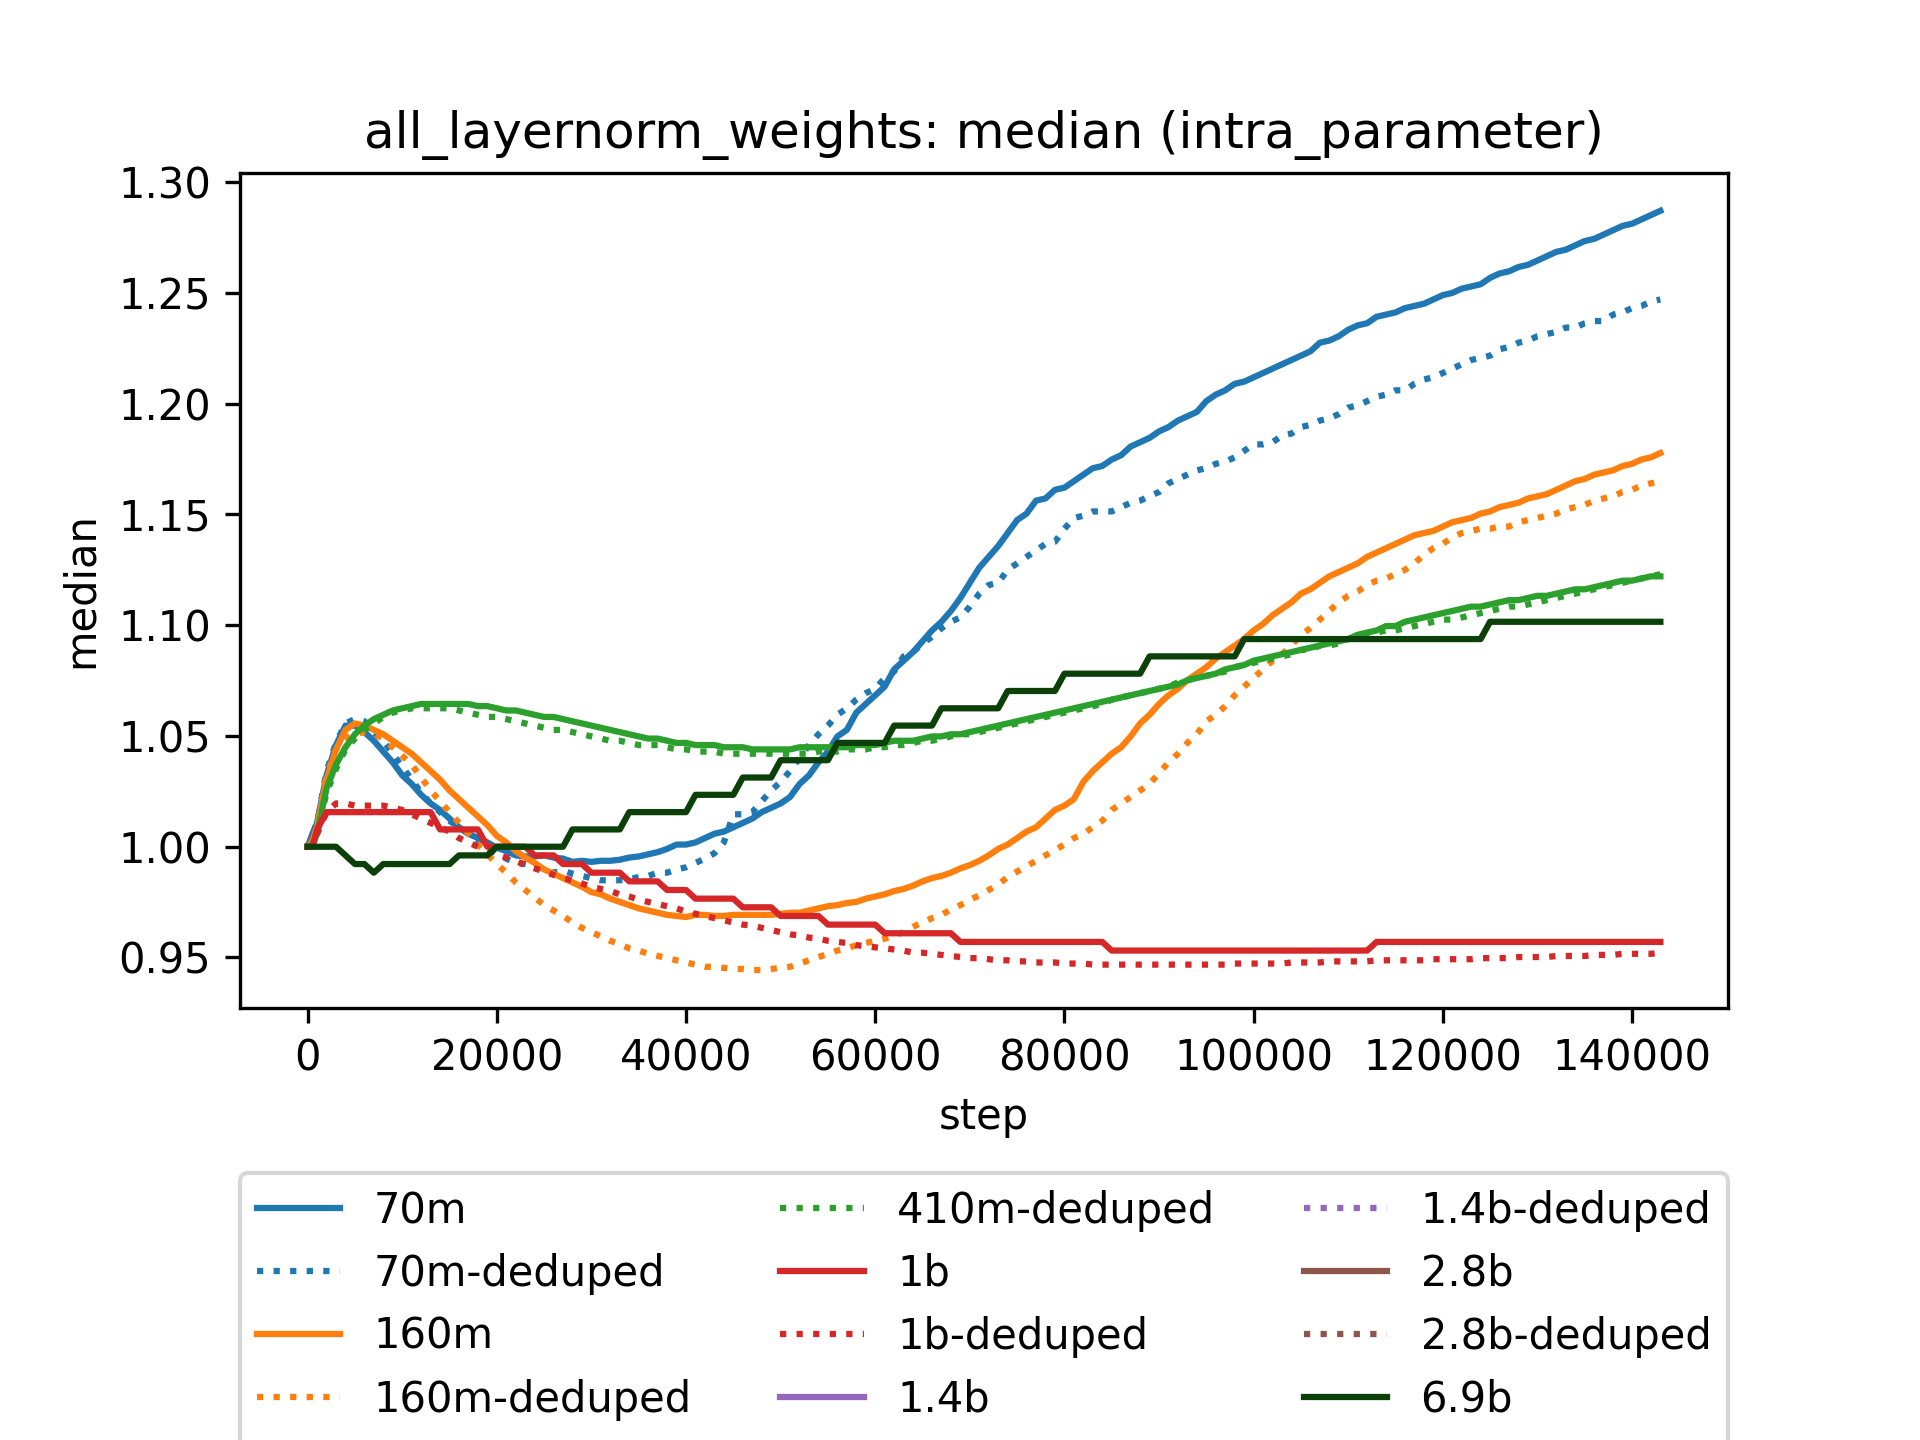 all_layernorm_weights: median (intra_parameter)
1.30
1.25
1.20
1.15
1.10
1.05
1.00
0.95
median
0 20000 40000 60000 80000 100000 120000 140000
step
70m
70m-deduped
160m
160m-deduped
410m-deduped
1b
1b-deduped
1.4b
1.4b-deduped
2.8b
2.8b-deduped
6.9b